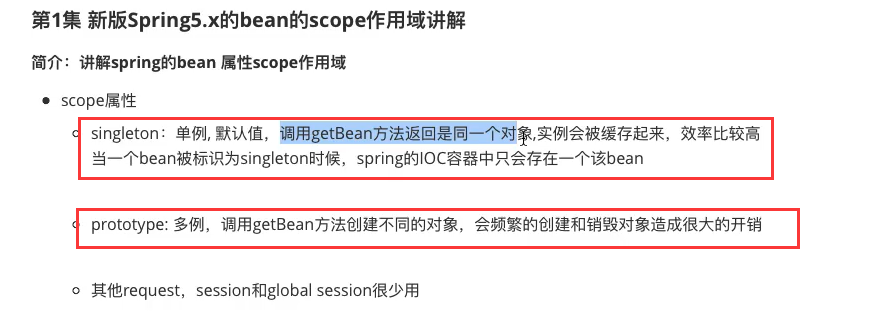 第1集 新版Spring5.x的bean的scope作用域讲解
简介：讲解spring的bean 属性scope作用域
scope属性
singleton：单例, 默认值，调用getBean方法返回是同一个对象,实例会被缓存起来，效率比较高
当一个bean被标识为singleton时候，spring的IOC容器中只会存在一个该bean
prototype: 多例，调用getBean方法创建不同的对象，会频繁的创建和销毁对象造成很大的开销
其他request，session和global session很少用